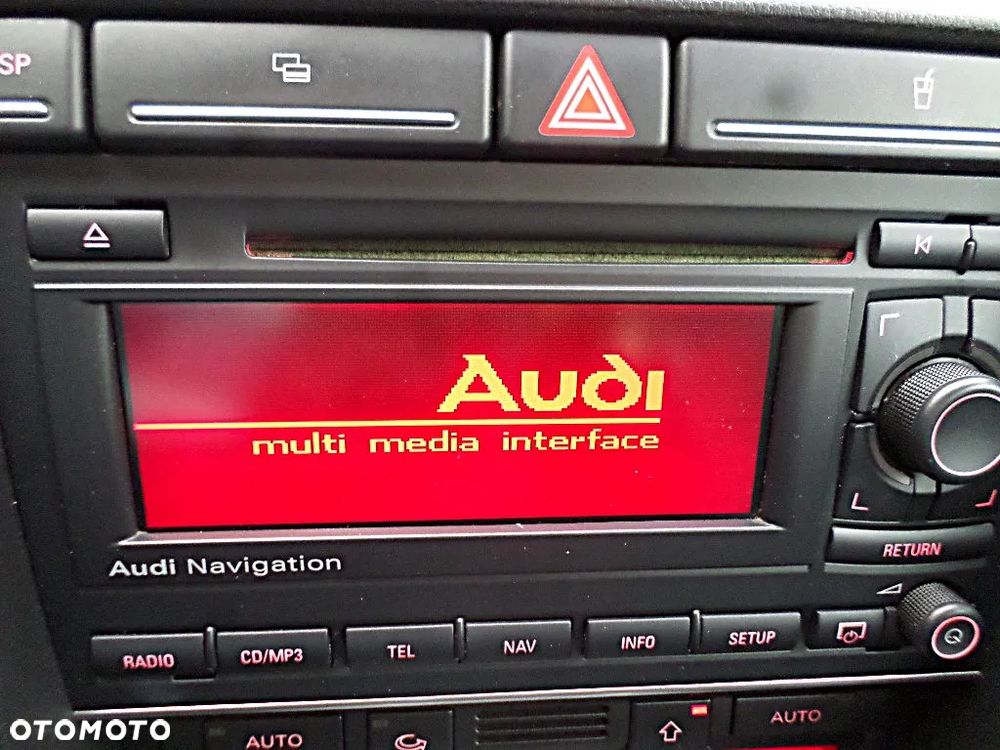 SP
Audi
multi media interface
Audi Navigation
RETURN
RADIO
CD/MP3
TEL
NAV
INFO
SETUP
AUTO
AUTO
OTOMOTO